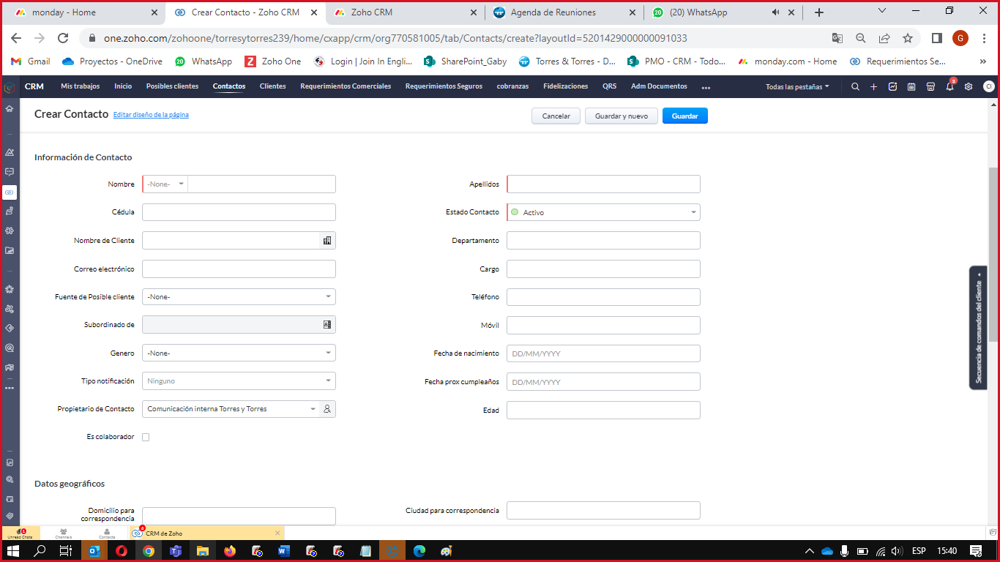 monday - Home
Crear Contacto - Zoho CRM
Zoho CRM
Agenda de Reuniones
(20) WhatsApp
one.zoho.com/zohoone/torresytorres239/home/cxapp/crm/org770581005/tab/Contacts/create?layoutId=5201429000000091033
G
Gmail
Proyectos - OneDrive
20
WhatsApp
Zoho One
Login | Join In Engli...
SharePoint_Gaby
Torres & Torres - D...
PMO - CRM - Todo...
monday.com - Home
Requerimientos Se...
CRM
Mis trabajos
Inicio
Posibles clientes
Contactos
Clientes
Requerimientos Comerciales
Requerimientos Seguros
cobranzas
Fidelizaciones
QRS
Adm Documentos
Todas las pestañas
CI
Crear Contacto
Editar diseño de la página
Cancelar
Guardar y nuevo
Guardar
Información de Contacto
Nombre
-None-
Apellidos
Cédula
Estado Contacto
Activo
Nombre de Cliente
Departamento
Correo electrónico
Cargo
Fuente de Posible cliente
-None-
Teléfono
Subordinado de
Móvil
Genero
-None-
Fecha de nacimiento
DD/MM/YYYY
Tipo notificación
Ninguno
Fecha prox cumpleaños
DD/MM/YYYY
Propietario de Contacto
Comunicación interna Torres y Torres
Edad
Es colaborador
Secuencia de comandos del cliente
Datos geográficos
Domicilio para
correspondencia
Ciudad para correspondencia
1
Unread Chats
Channels
Contacts
6
CRM de Zoho
ESP
15:40